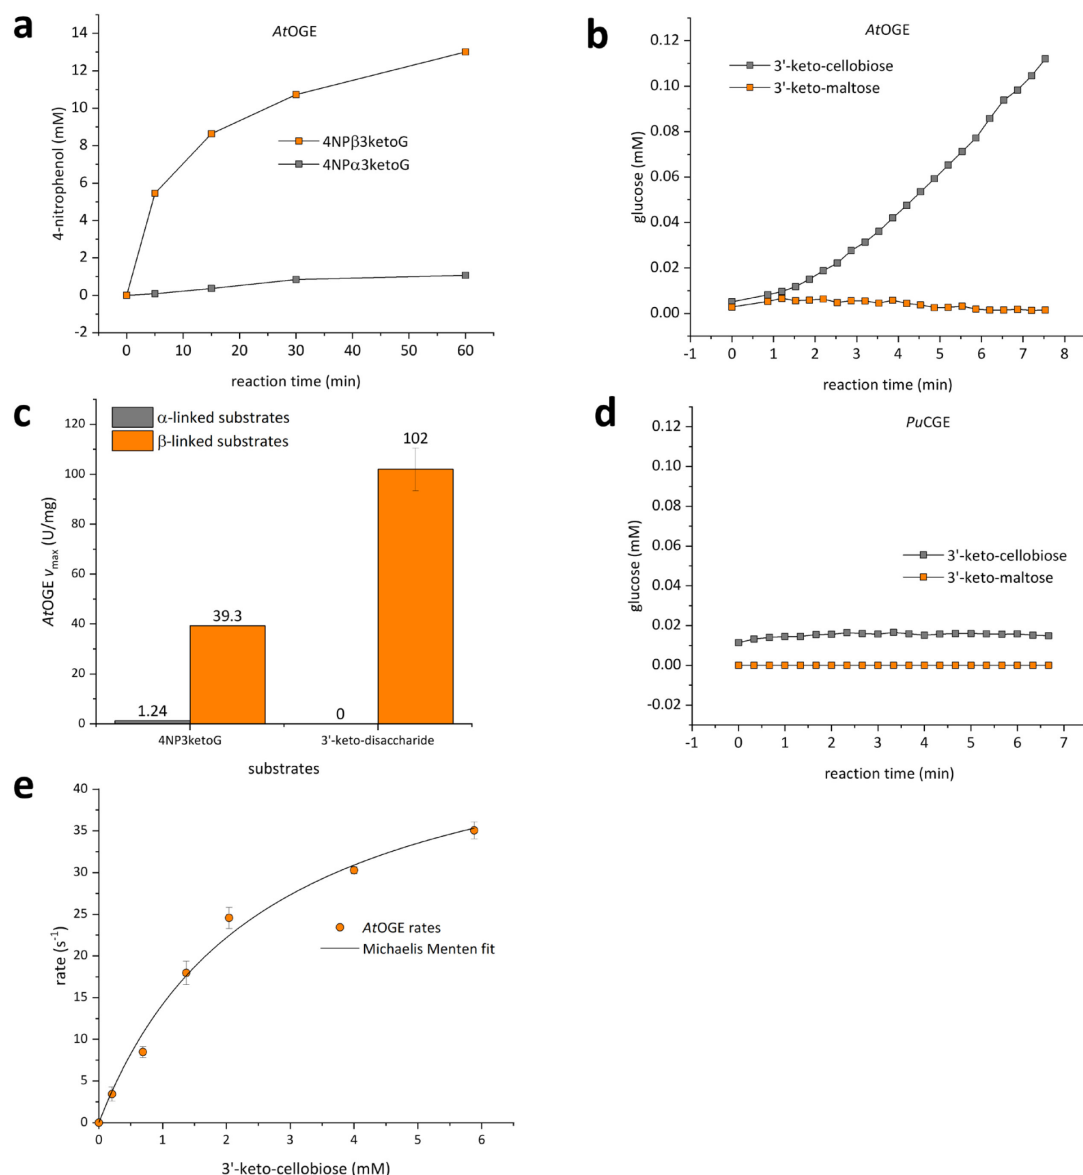 a
AtOGE
14
12
10
8
6
4
2
0
-2
4-nitrophenol (mM)
4NPβ3ketoG
4NPα3ketoG
0 10 20 30 40 50 60
reaction time (min)
b
AtOGE
0.12
0.10
0.08
0.06
0.04
0.02
0.00
glucose (mM)
3'-keto-cellobiose
3'-keto-maltose
-1 0 1 2 3 4 5 6 7 8
reaction time (min)
c
α-linked substrates
β-linked substrates
120
100
80
60
40
20
0
AtOGE vmax (U/mg)
1.24
39.3
0
102
4NP3ketoG 3'-keto-disaccharide
substrates
d
PuCGE
0.12
0.10
0.08
0.06
0.04
0.02
0.00
-0.02
glucose (mM)
3'-keto-cellobiose
3'-keto-maltose
-1 0 1 2 3 4 5 6 7
reaction time (min)
e
40
35
30
25
20
15
10
5
0
rate (s⁻¹)
AtOGE rates
Michaelis Menten fit
0 1 2 3 4 5 6
3'-keto-cellobiose (mM)